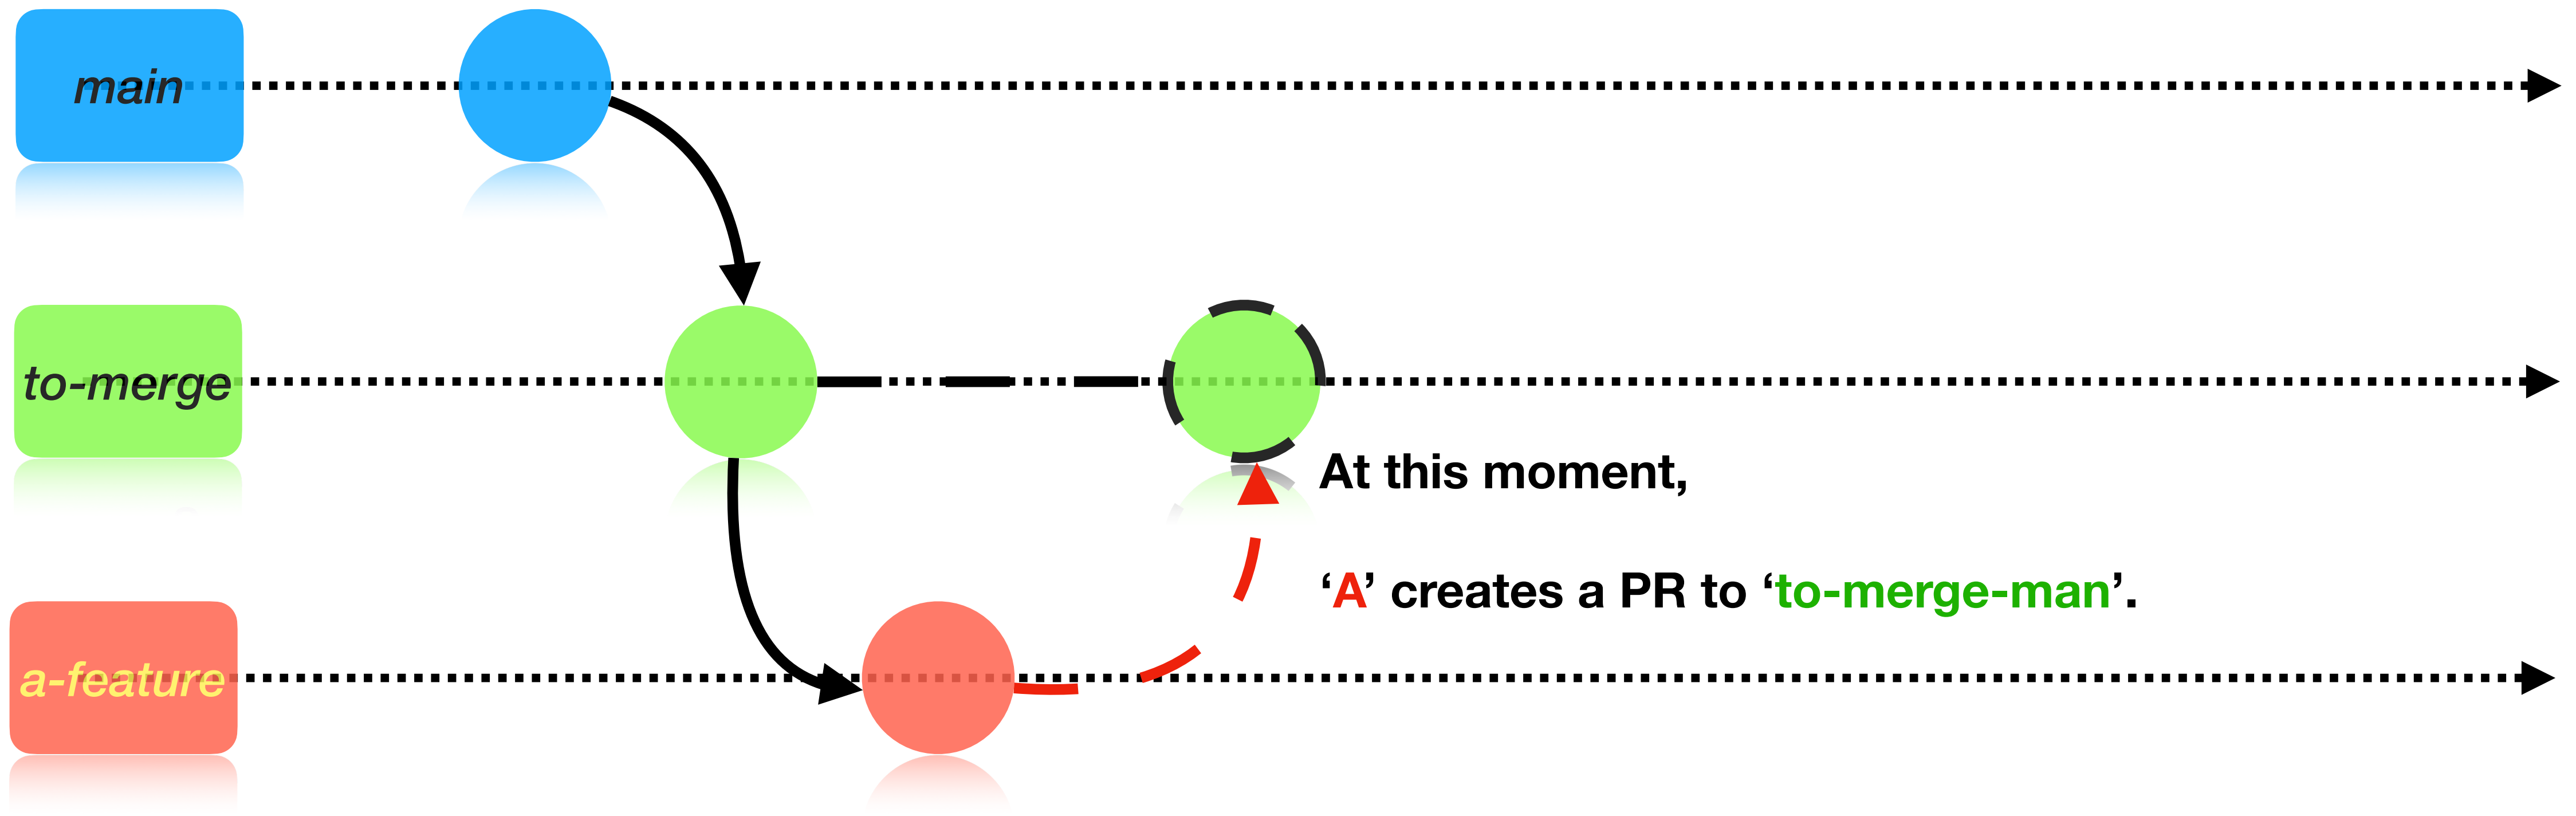 main
to-merge
At this moment,
‘A’ creates a PR to ‘to-merge-man’.
a-feature